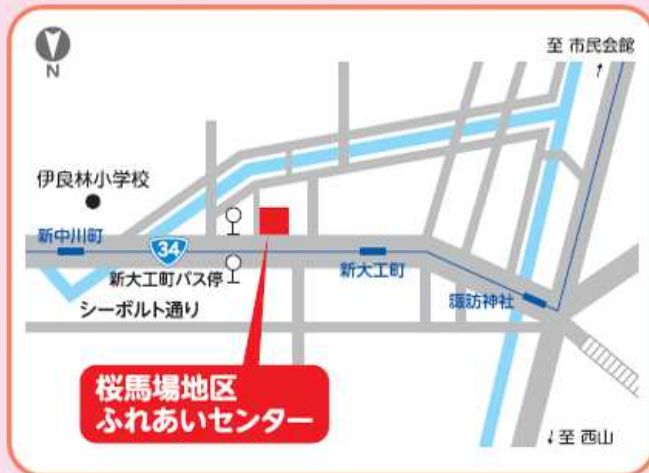 N
至 市民会館
↑
伊良林小学校
新中川町
34
新大工町バス停
新大工町
諏訪神社
シーボルト通り
桜馬場地区
ふれあいセンター
↓至 西山